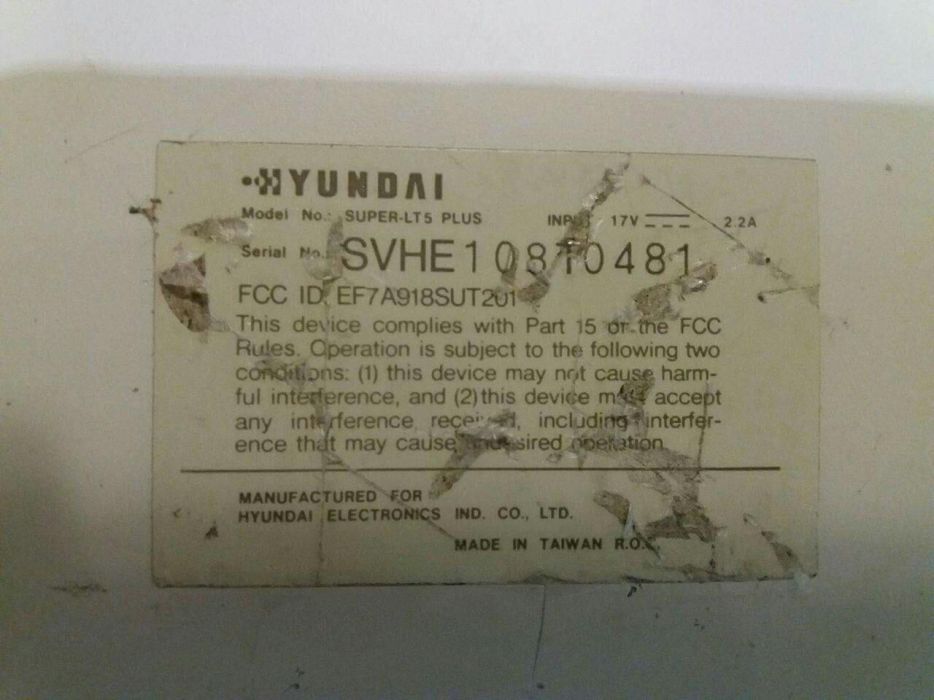 HYUNDAI
Model No.: SUPER-LT5 PLUS INPUT 17V 2.2A
Serial No.: SVHE10810481
FCC ID: EF7A918SUT201
This device complies with Part 15 of the FCC
Rules. Operation is subject to the following two
conditions: (1) this device may not cause harm-
ful interference, and (2) this device must accept
any interference received, including interfer-
ence that may cause undesired operation.
MANUFACTURED FOR
HYUNDAI ELECTRONICS IND. CO., LTD.
MADE IN TAIWAN R.O.C.